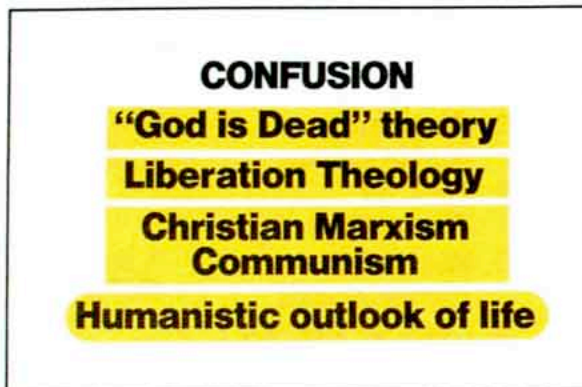 CONFUSION
“God is Dead” theory
Liberation Theology
Christian Marxism
Communism
Humanistic outlook of life